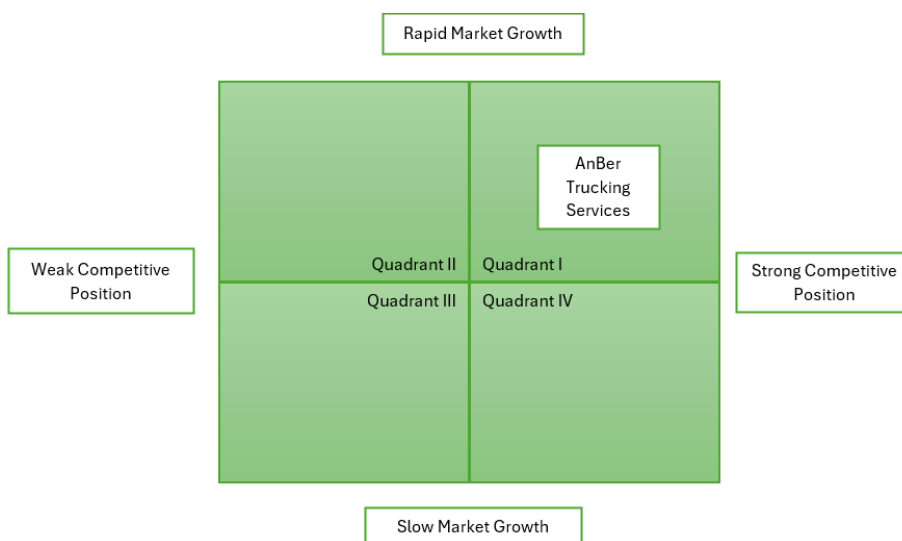 Rapid Market Growth
AnBer
Trucking
Services
Weak Competitive
Position
Quadrant II
Quadrant I
Strong Competitive
Position
Quadrant III
Quadrant IV
Slow Market Growth